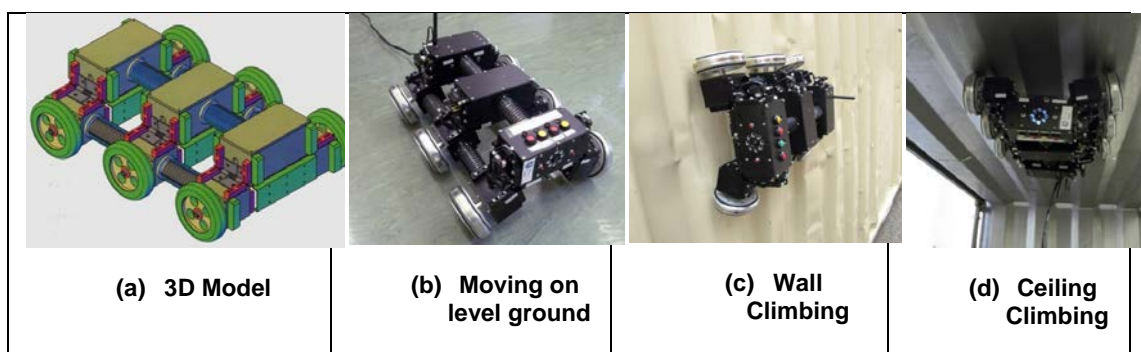 (a) 3D Model
(b) Moving on
level ground
(c) Wall
Climbing
(d) Ceiling
Climbing